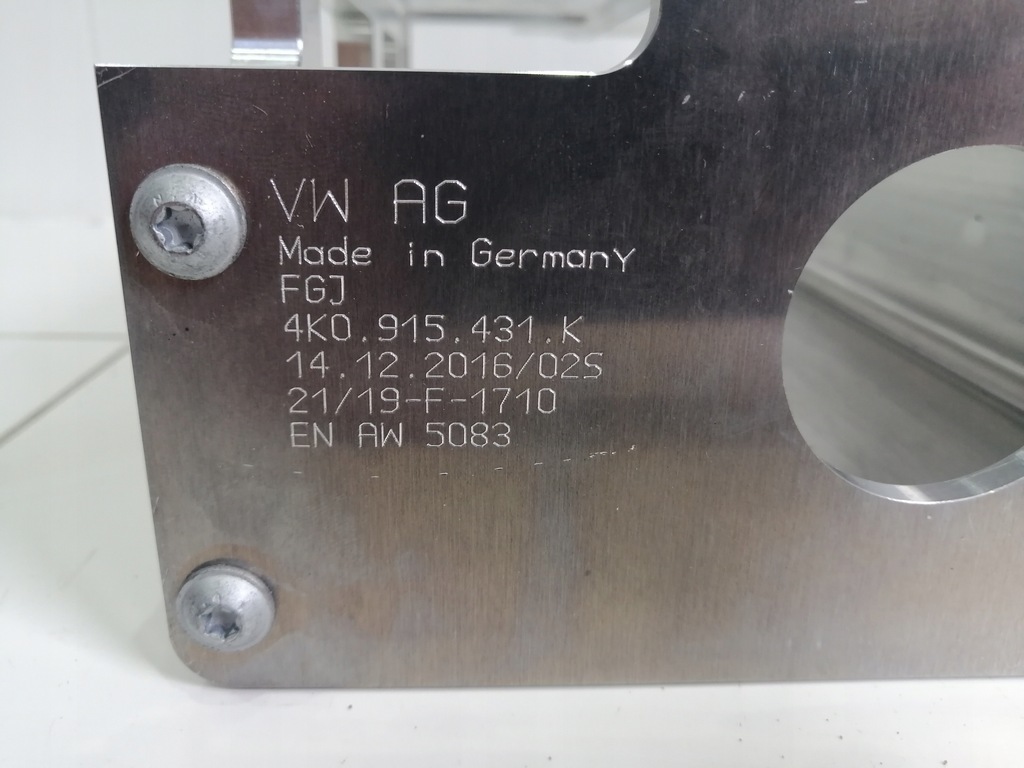 VW AG
Made in Germany
FGJ
4K0.915.431.K
14.12.2016/02S
21/19-F-1710
EN AW 5083